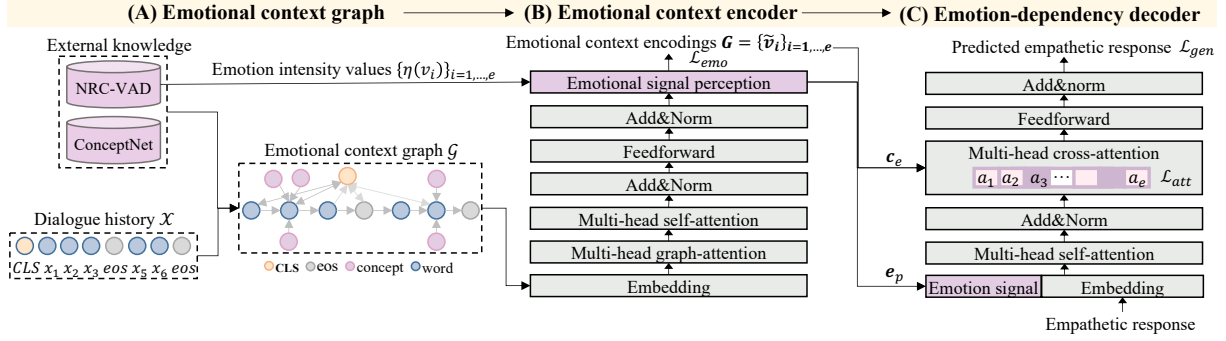 (A) Emotional context graph
(B) Emotional context encoder
(C) Emotion-dependency decoder
External knowledge
NRC-VAD
ConceptNet
Emotion intensity values {η(v_i)}_{i=1,...,e}
Dialogue history 𝒳
CLS x_1 x_2 x_3 eos x_5 x_6 eos
Emotional context graph 𝒢
CLS eos concept word
Emotional context encodings G = {ṽ_i}_{i=1,...,e}
ℒ_emo
Emotional signal perception
Add&Norm
Feedforward
Add&Norm
Multi-head self-attention
Multi-head graph-attention
Embedding
c_e
e_p
Predicted empathetic response ℒ_gen
Add&norm
Feedforward
Multi-head cross-attention
a_1 a_2 a_3 ⋯ a_e ℒ_att
Add&Norm
Multi-head self-attention
Emotion signal Embedding
Empathetic response